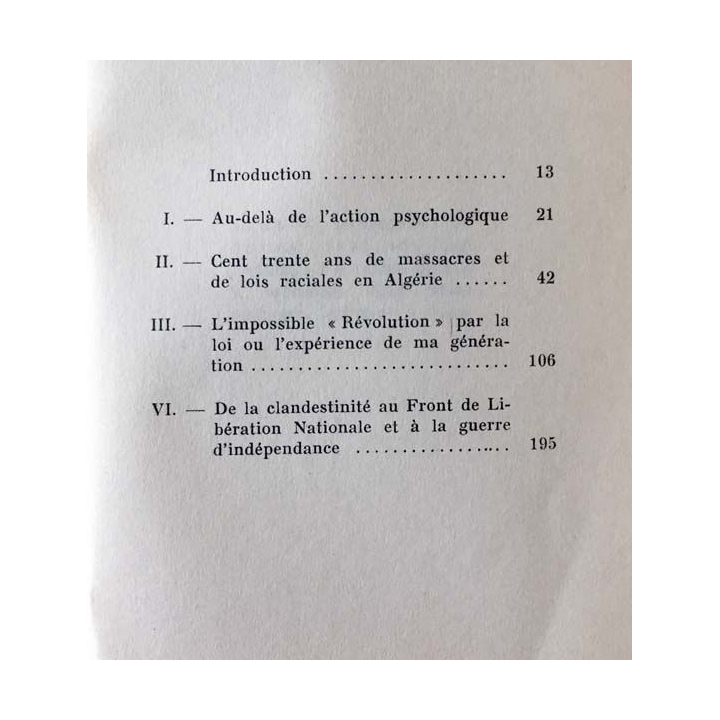 Introduction .................... 13
I. — Au-delà de l'action psychologique 21
II. — Cent trente ans de massacres et
de lois raciales en Algérie ...... 42
III. — L'impossible « Révolution » par la
loi ou l'expérience de ma généra-
tion ............................ 106
VI. — De la clandestinité au Front de Li-
bération Nationale et à la guerre
d'indépendance ................. 195